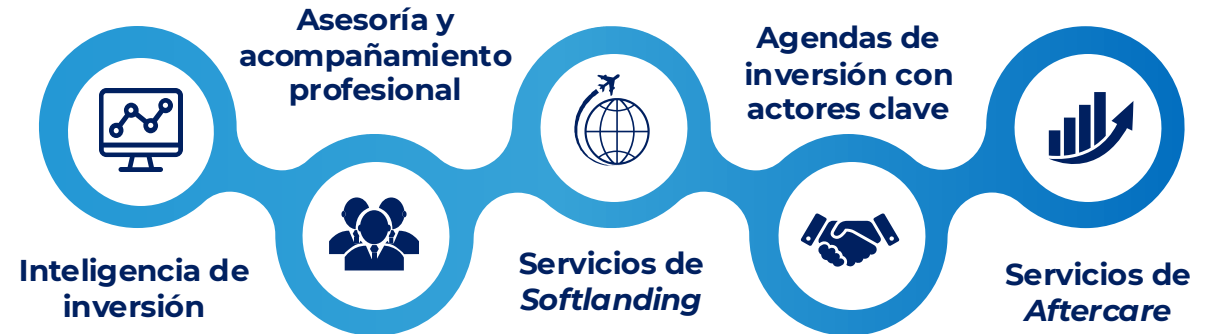 Inteligencia de
inversión
Asesoría y
acompañamiento
profesional
Servicios de
Softlanding
Agendas de
inversión con
actores clave
Servicios de
Aftercare